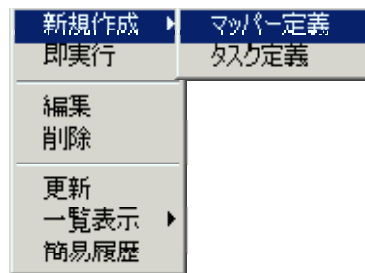 新規作成
マッパー定義
即実行
タスク定義
編集
削除
更新
一覧表示
簡易履歴